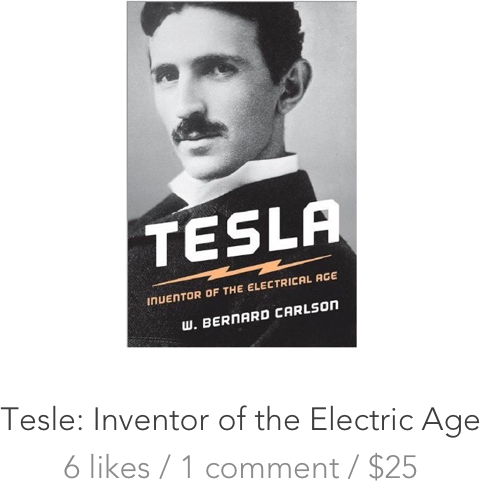 TESLA
INVENTOR OF THE ELECTRICAL AGE
W. BERNARD CARLSON
Tesle: Inventor of the Electric Age
6 likes / 1 comment / $25